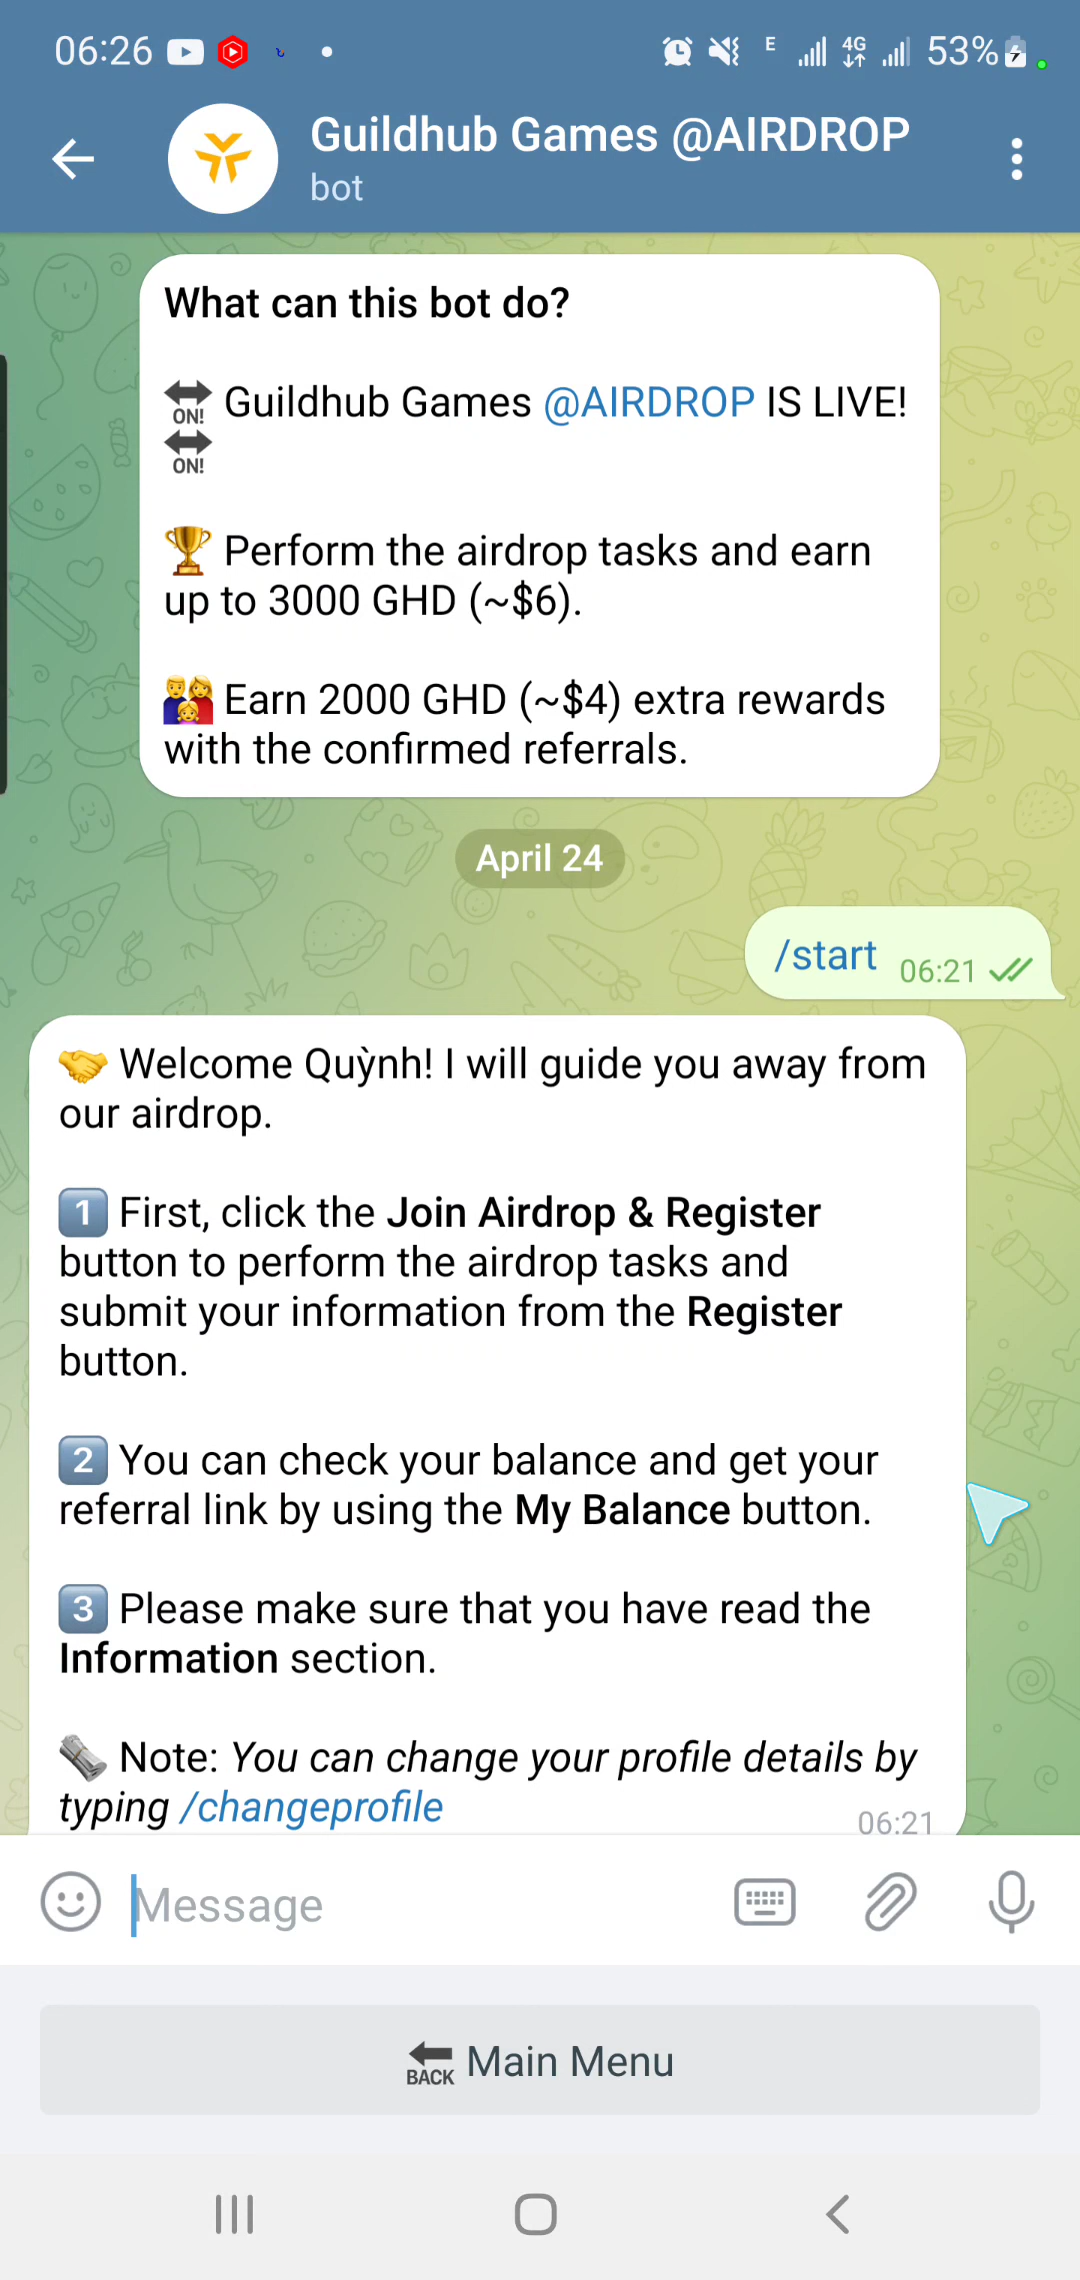 06:26
E
4G
53%
Guildhub Games @AIRDROP
bot
What can this bot do?
ON! Guildhub Games @AIRDROP IS LIVE!
ON!
Perform the airdrop tasks and earn
up to 3000 GHD (~$6).
Earn 2000 GHD (~$4) extra rewards
with the confirmed referrals.
April 24
/start 06:21
Welcome Quỳnh! I will guide you away from
our airdrop.
1 First, click the Join Airdrop & Register
button to perform the airdrop tasks and
submit your information from the Register
button.
2 You can check your balance and get your
referral link by using the My Balance button.
3 Please make sure that you have read the
Information section.
Note: You can change your profile details by
typing /changeprofile
06:21
Message
BACK Main Menu